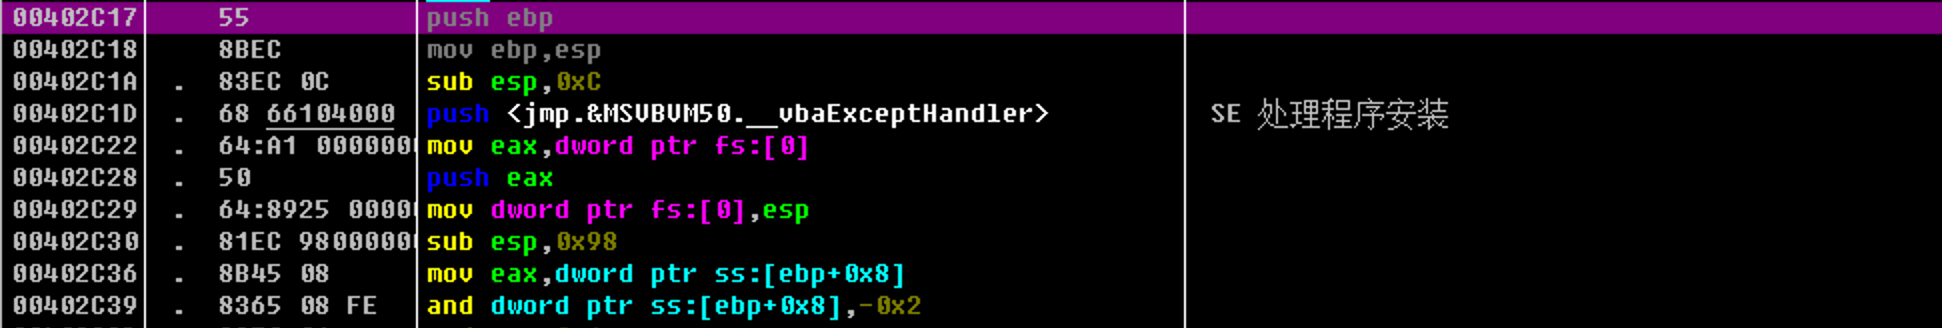 00402C17 55 push ebp
00402C18 8BEC mov ebp,esp
00402C1A . 83EC 0C sub esp,0xC
00402C1D . 68 66104000 push <jmp.&MSVBVM50.__vbaExceptHandler> SE 处理程序安装
00402C22 . 64:A1 0000000 mov eax,dword ptr fs:[0]
00402C28 . 50 push eax
00402C29 . 64:8925 00000 mov dword ptr fs:[0],esp
00402C30 . 81EC 98000000 sub esp,0x98
00402C36 . 8B45 08 mov eax,dword ptr ss:[ebp+0x8]
00402C39 . 8365 08 FE and dword ptr ss:[ebp+0x8],-0x2